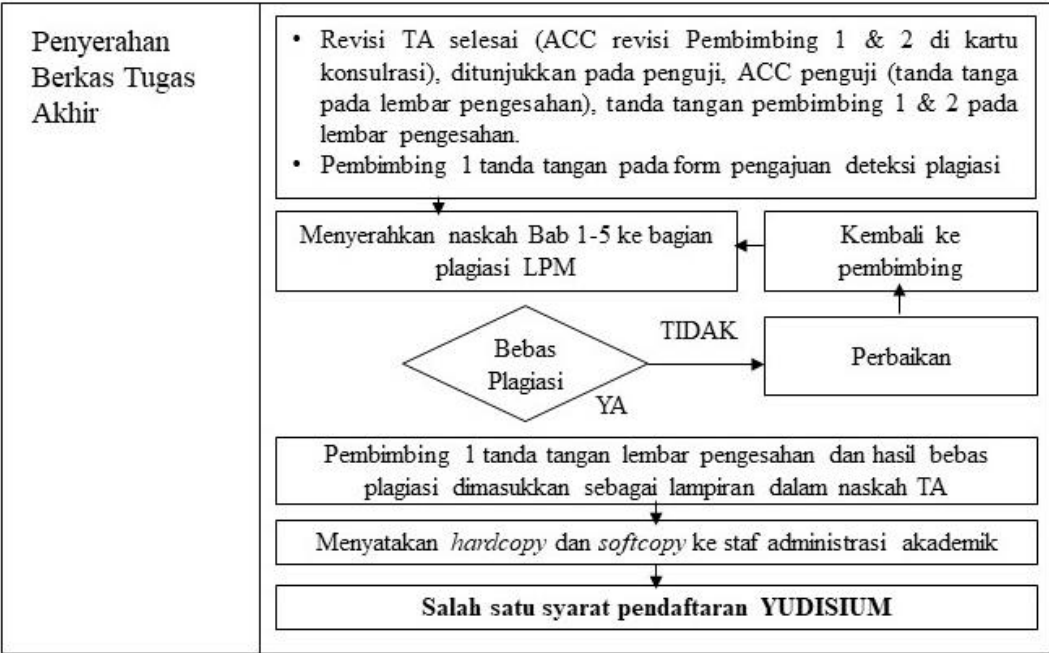 Penyerahan
Berkas Tugas
Akhir
• Revisi TA selesai (ACC revisi Pembimbing 1 & 2 di kartu
konsulrasi), ditunjukkan pada penguji, ACC penguji (tanda tanga
pada lembar pengesahan), tanda tangan pembimbing 1 & 2 pada
lembar pengesahan.
• Pembimbing 1 tanda tangan pada form pengajuan deteksi plagiasi
Menyerahkan naskah Bab 1-5 ke bagian
plagiasi LPM
Kembali ke
pembimbing
Bebas
Plagiasi
TIDAK
Perbaikan
YA
Pembimbing 1 tanda tangan lembar pengesahan dan hasil bebas
plagiasi dimasukkan sebagai lampiran dalam naskah TA
Menyatakan hardcopy dan softcopy ke staf administrasi akademik
Salah satu syarat pendaftaran YUDISIUM